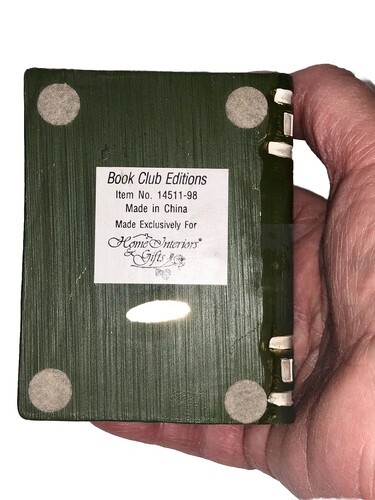 Book Club Editions
Item No. 14511-98
Made in China
Made Exclusively For
Home Interiors®
& Gifts